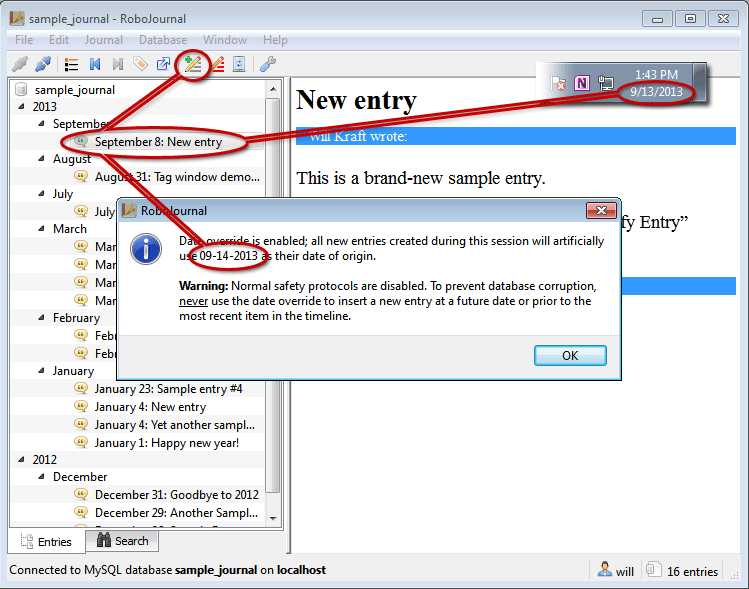 sample_journal - RoboJournal
File Edit Journal Database Window Help
1:43 PM
9/13/2013
sample_journal
2013
September
September 8: New entry
August
August 31: Tag window demo...
July
July
March
Mar
Mar
Mar
Mar
February
Feb
Feb
January
January 23: Sample entry #4
January 4: New entry
January 4: Yet another sampl...
January 1: Happy new year!
2012
December
December 31: Goodbye to 2012
December 29: Another Sampl...
Entries
Search
New entry
Will Kraft wrote:
This is a brand-new sample entry.
fy Entry”
RoboJournal
Date override is enabled; all new entries created during this session will artificially
use 09-14-2013 as their date of origin.
Warning: Normal safety protocols are disabled. To prevent database corruption,
never use the date override to insert a new entry at a future date or prior to the
most recent item in the timeline.
OK
Connected to MySQL database sample_journal on localhost
will
16 entries